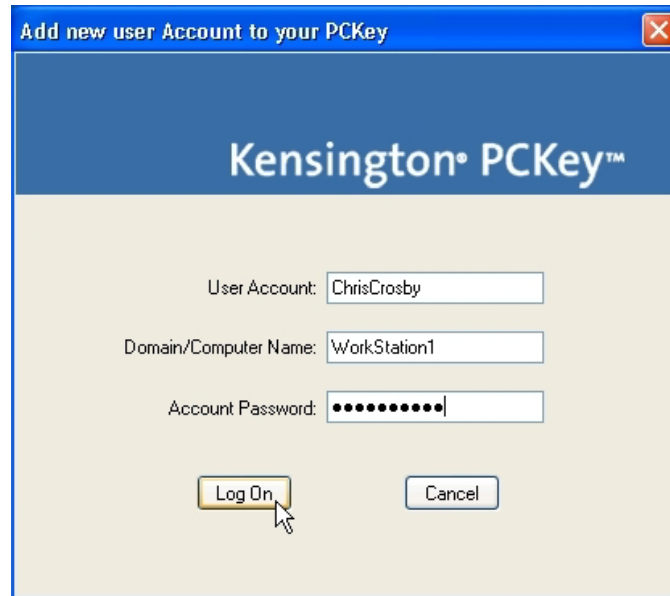 Add new user Account to your PCKey
Kensington® PCKey™
User Account: ChrisCrosby
Domain/Computer Name: WorkStation1
Account Password: ●●●●●●●●●●
Log On Cancel